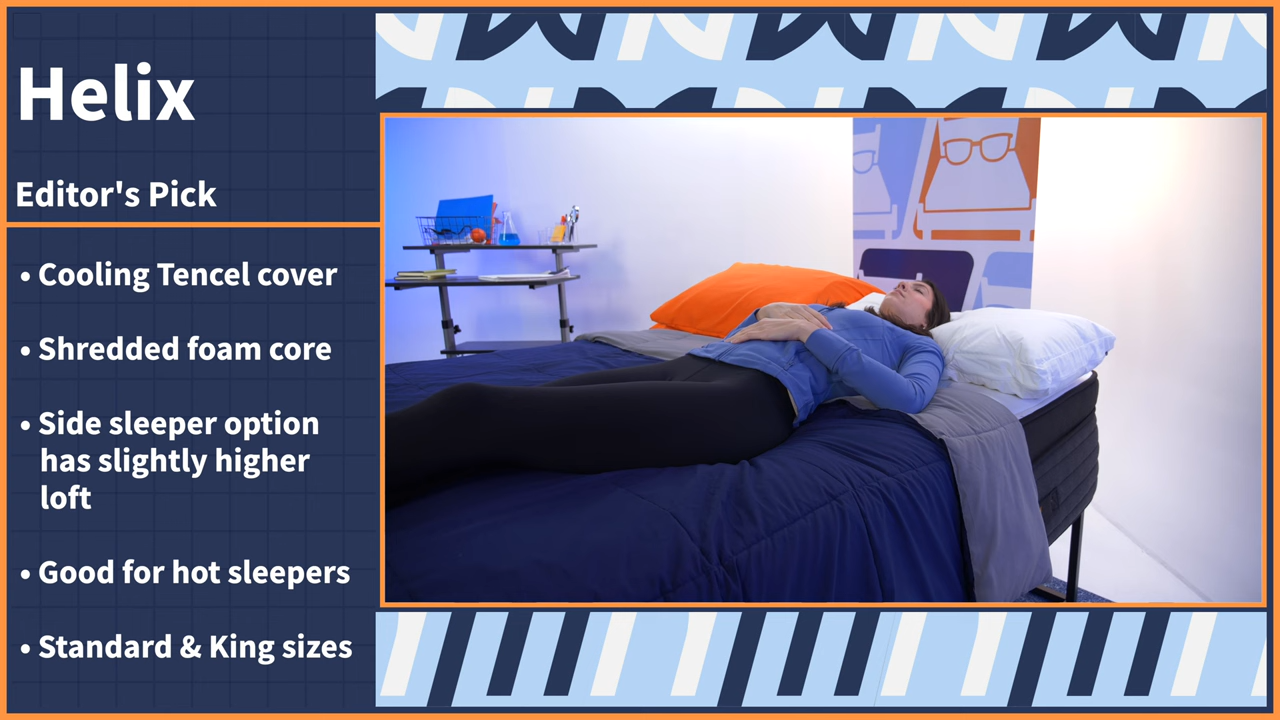 Helix
Editor's Pick
• Cooling Tencel cover
• Shredded foam core
• Side sleeper option
has slightly higher
loft
• Good for hot sleepers
• Standard & King sizes